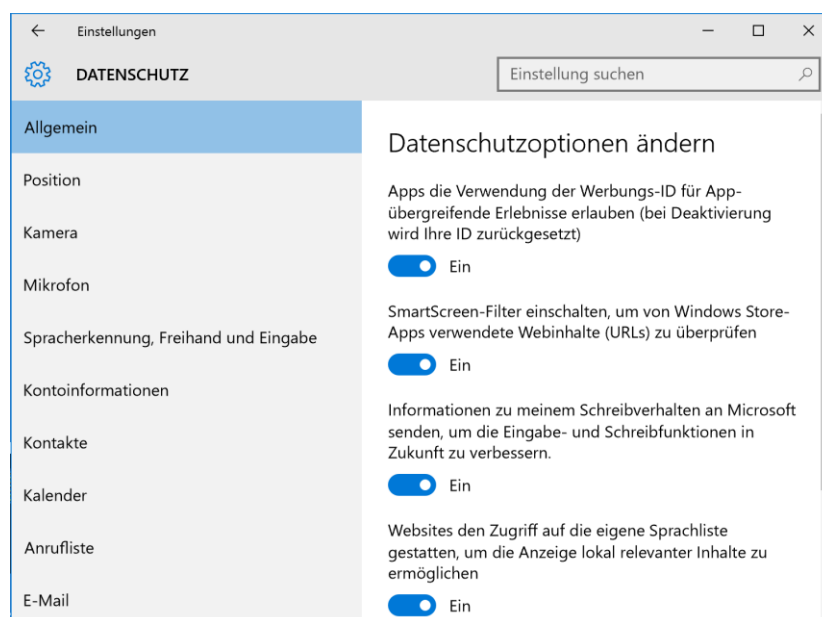 Einstellungen
DATENSCHUTZ
Einstellung suchen
Allgemein
Position
Kamera
Mikrofon
Spracherkennung, Freihand und Eingabe
Kontoinformationen
Kontakte
Kalender
Anrufliste
E-Mail
Datenschutzoptionen ändern
Apps die Verwendung der Werbungs-ID für App-
übergreifende Erlebnisse erlauben (bei Deaktivierung
wird Ihre ID zurückgesetzt)
Ein
SmartScreen-Filter einschalten, um von Windows Store-
Apps verwendete Webinhalte (URLs) zu überprüfen
Ein
Informationen zu meinem Schreibverhalten an Microsoft
senden, um die Eingabe- und Schreibfunktionen in
Zukunft zu verbessern.
Ein
Websites den Zugriff auf die eigene Sprachliste
gestatten, um die Anzeige lokal relevanter Inhalte zu
ermöglichen
Ein